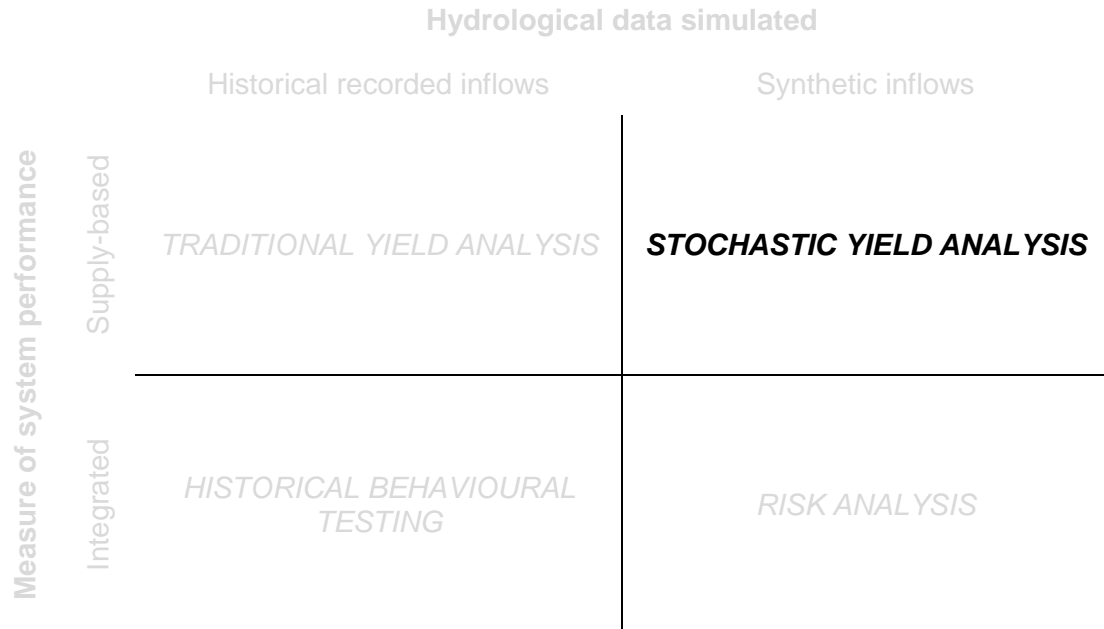 Hydrological data simulated
Historical recorded inflows
Synthetic inflows
Measure of system performance
Supply-based
TRADITIONAL YIELD ANALYSIS
STOCHASTIC YIELD ANALYSIS
Integrated
HISTORICAL BEHAVIOURAL
TESTING
RISK ANALYSIS